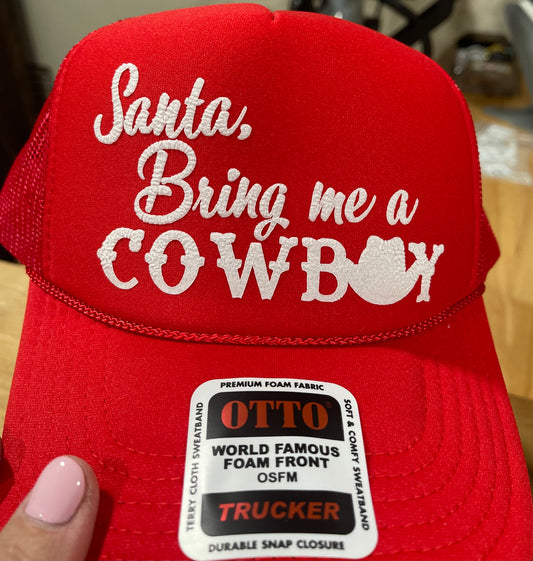 Santa,
Bring me a
COWBOY
PREMIUM FOAM FABRIC
TERRY CLOTH SWEATBAND
OTTO®
WORLD FAMOUS
FOAM FRONT
OSFM
TRUCKER
SOFT & COMFY SWEATBAND
DURABLE SNAP CLOSURE